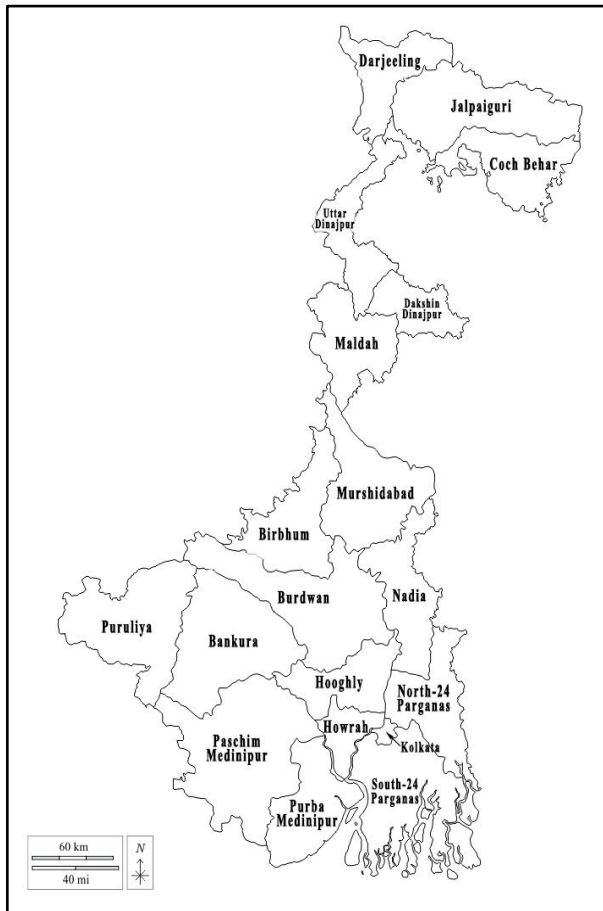 Darjeeling
Jalpaiguri
Coch Behar
Uttar
Dinajpur
Dakshin
Dinajpur
Maldah
Murshidabad
Birbhum
Burdwan
Nadia
Puruliya
Bankura
Hooghly
North-24
Parganas
Howrah
Kolkata
Paschim
Medinipur
South-24
Parganas
Purba
Medinipur
60 km
40 mi
N